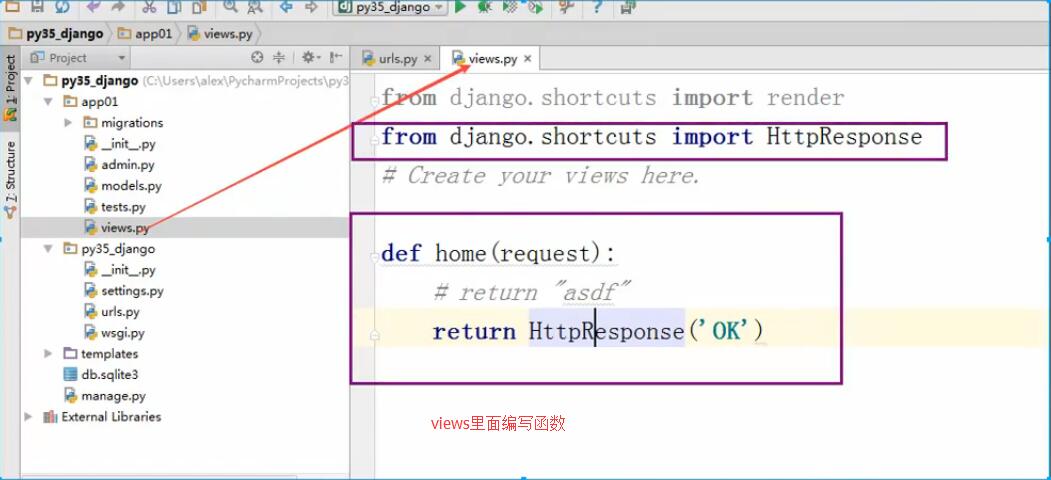 py35_django
py35_django app01 views.py
1: Project
7: Structure
Project
urls.py views.py
py35_django (C:\Users\alex\PycharmProjects\py3
app01
migrations
__init__.py
admin.py
models.py
tests.py
views.py
py35_django
__init__.py
settings.py
urls.py
wsgi.py
templates
db.sqlite3
manage.py
External Libraries
from django.shortcuts import render
from django.shortcuts import HttpResponse
# Create your views here.
def home(request):
# return "asdf"
return HttpResponse('OK')
views里面编写函数